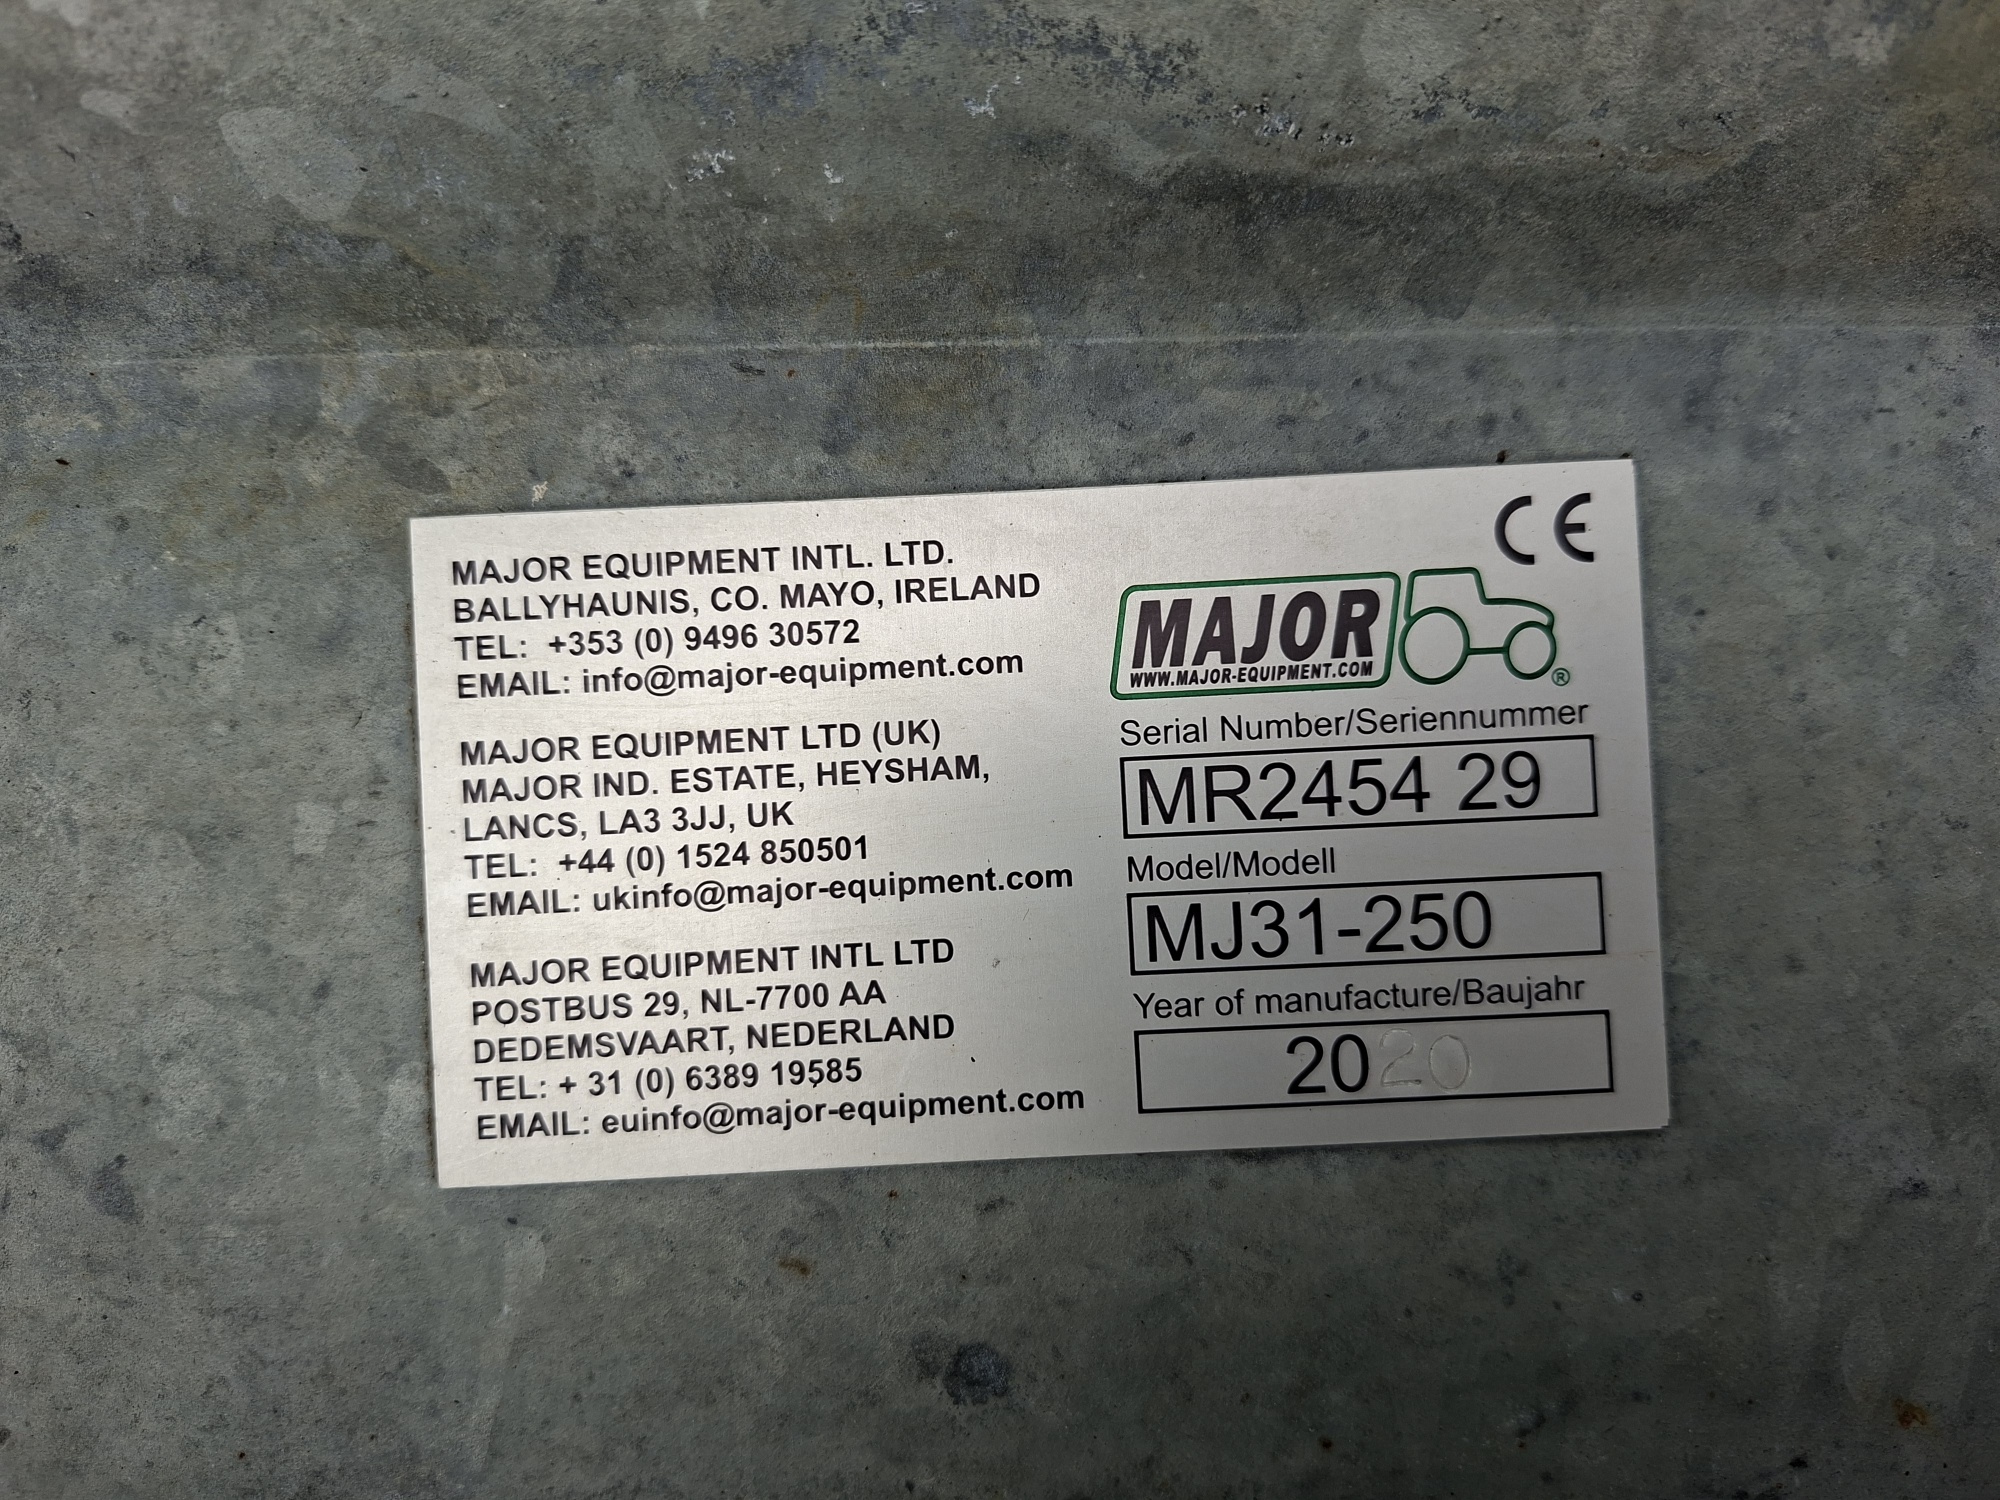 MAJOR EQUIPMENT INTL. LTD.
BALLYHAUNIS, CO. MAYO, IRELAND
TEL: +353 (0) 9496 30572
EMAIL: info@major-equipment.com
MAJOR EQUIPMENT LTD (UK)
MAJOR IND. ESTATE, HEYSHAM,
LANCS, LA3 3JJ, UK
TEL: +44 (0) 1524 850501
EMAIL: ukinfo@major-equipment.com
MAJOR EQUIPMENT INTL LTD
POSTBUS 29, NL-7700 AA
DEDEMSVAART, NEDERLAND
TEL: + 31 (0) 6389 19585
EMAIL: euinfo@major-equipment.com
CE
MAJOR
WWW.MAJOR-EQUIPMENT.COM
®
Serial Number/Seriennummer
MR2454 29
Model/Modell
MJ31-250
Year of manufacture/Baujahr
2020